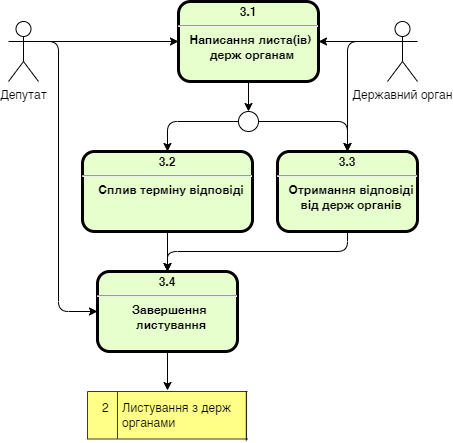 3.1
Написання листа(ів)
держ органам
Депутат
Державний орган
3.2
Сплив терміну відповіді
3.3
Отримання відповіді
від держ органів
3.4
Завершення
листування
2 Листування з держ
органами